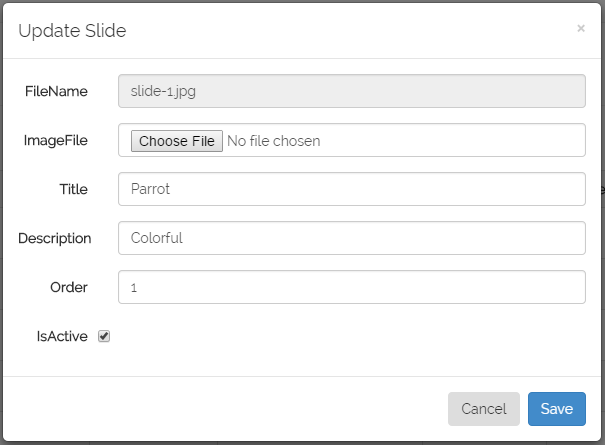 Update Slide ×
FileName slide-1.jpg
ImageFile Choose File No file chosen
Title Parrot
Description Colorful
Order 1
IsActive
Cancel Save